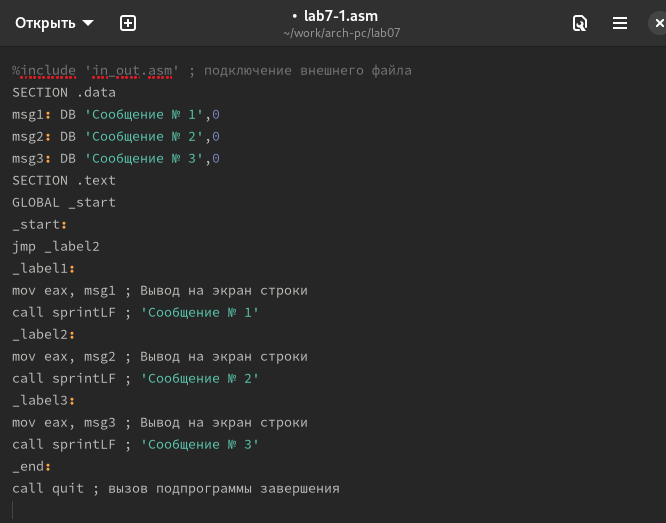 Открыть
• lab7-1.asm
~/work/arch-pc/lab07
%include 'in_out.asm' ; подключение внешнего файла
SECTION .data
msg1: DB 'Сообщение № 1',0
msg2: DB 'Сообщение № 2',0
msg3: DB 'Сообщение № 3',0
SECTION .text
GLOBAL _start
_start:
jmp _label2
_label1:
mov eax, msg1 ; Вывод на экран строки
call sprintLF ; 'Сообщение № 1'
_label2:
mov eax, msg2 ; Вывод на экран строки
call sprintLF ; 'Сообщение № 2'
_label3:
mov eax, msg3 ; Вывод на экран строки
call sprintLF ; 'Сообщение № 3'
_end:
call quit ; вызов подпрограммы завершения